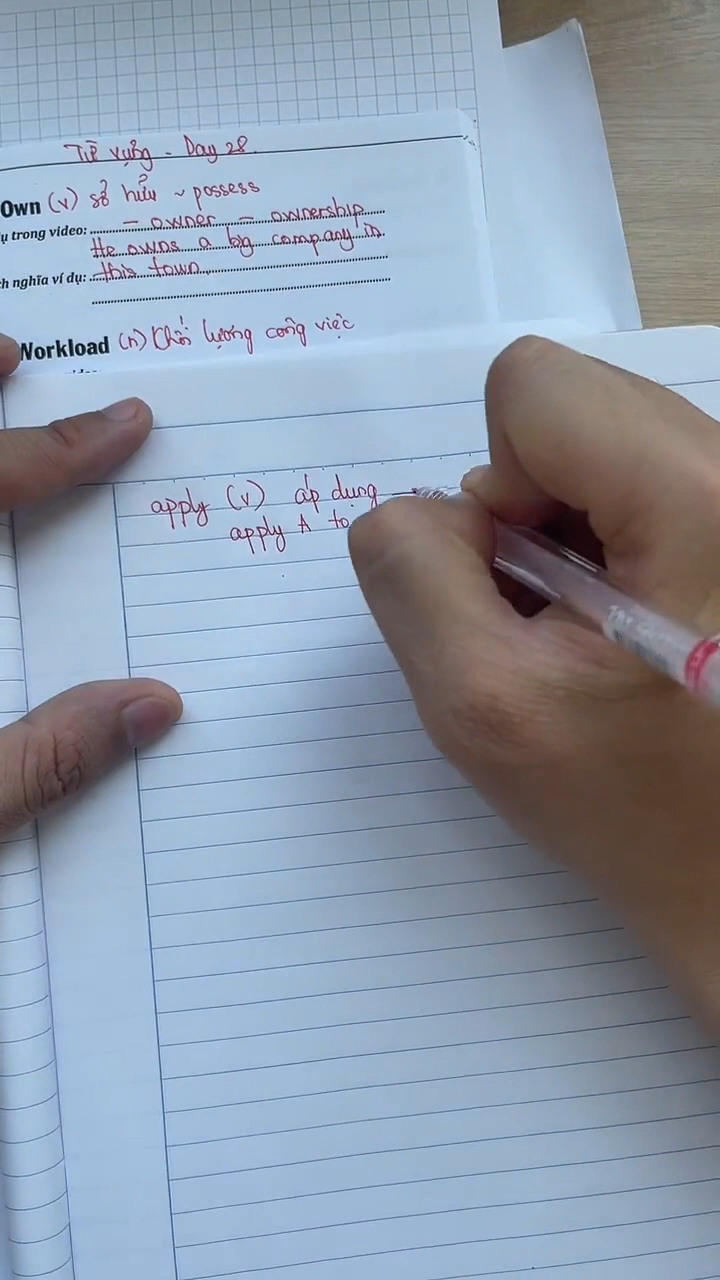 Từ vựng - Day 28
Own (v) sở hữu ~ possess
- owner - ownership
ụ trong video: He owns a big company in
ch nghĩa ví dụ: this town
Workload (n) Khối lượng công việc
apply (v) áp dụng
apply A to